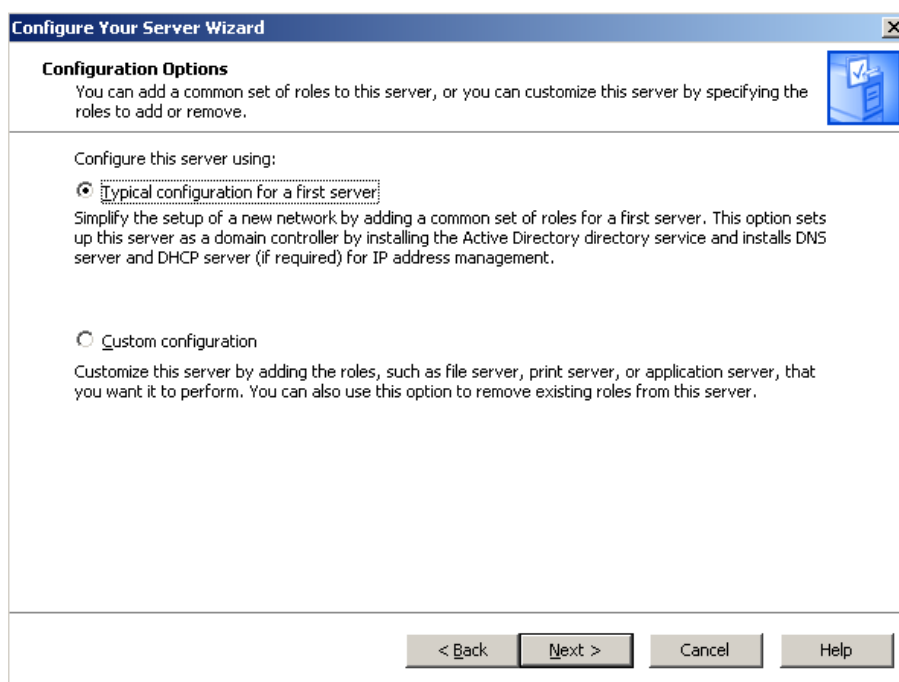 Configure Your Server Wizard
Configuration Options
You can add a common set of roles to this server, or you can customize this server by specifying the
roles to add or remove.
Configure this server using:
Typical configuration for a first server
Simplify the setup of a new network by adding a common set of roles for a first server. This option sets
up this server as a domain controller by installing the Active Directory directory service and installs DNS
server and DHCP server (if required) for IP address management.
Custom configuration
Customize this server by adding the roles, such as file server, print server, or application server, that
you want it to perform. You can also use this option to remove existing roles from this server.
< Back Next > Cancel Help